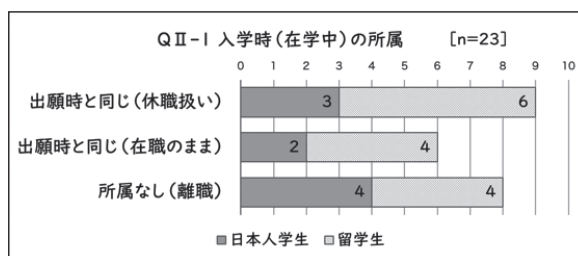 QⅡ-1 入学時(在学中)の所属 [n=23]
0 1 2 3 4 5 6 7 8 9 10
出願時と同じ(休職扱い) 3 6
出願時と同じ(在職のまま) 2 4
所属なし(離職) 4 4
日本人学生 留学生